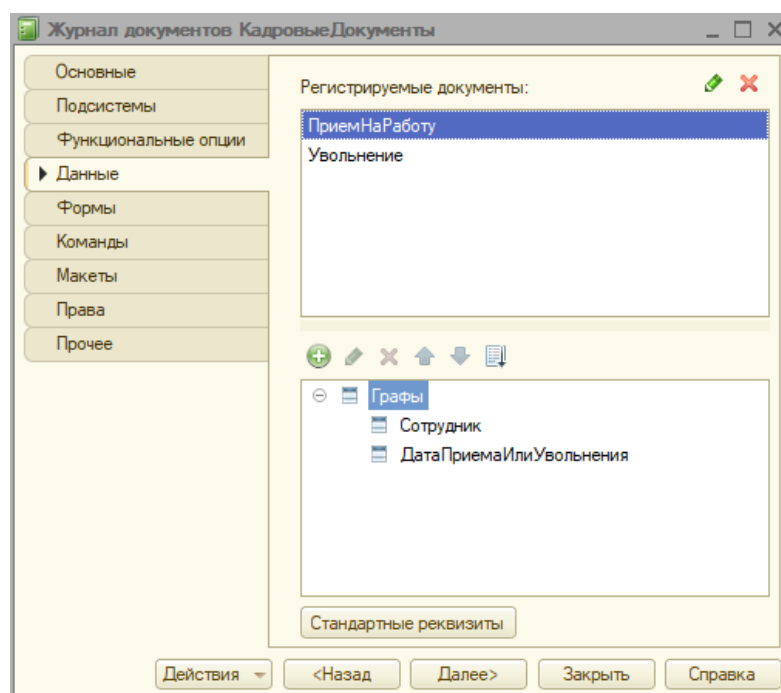 Журнал документов КадровыеДокументы
Основные
Подсистемы
Функциональные опции
Данные
Формы
Команды
Макеты
Права
Прочее
Регистрируемые документы:
ПриемНаРаботу
Увольнение
Графы
Сотрудник
ДатаПриемаИлиУвольнения
Стандартные реквизиты
Действия
<Назад
Далее>
Закрыть
Справка